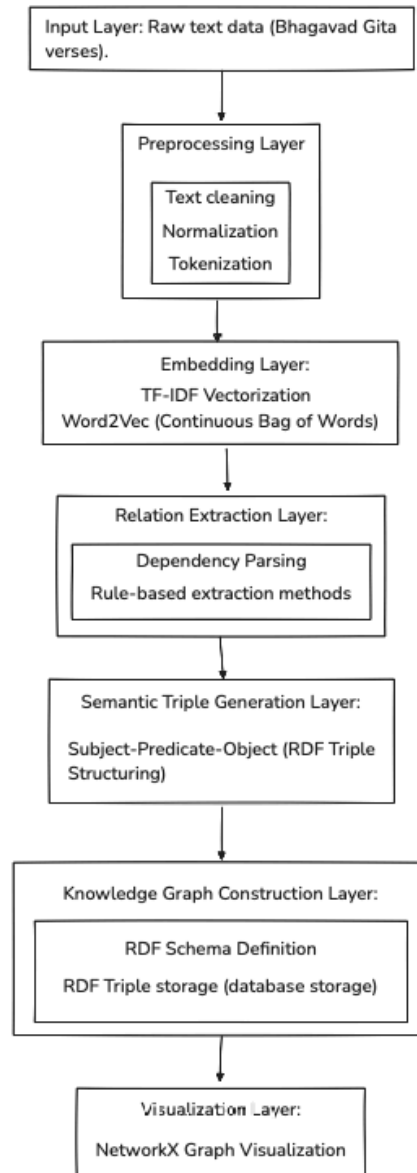 Input Layer: Raw text data (Bhagavad Gita
verses).
Preprocessing Layer
Text cleaning
Normalization
Tokenization
Embedding Layer:
TF-IDF Vectorization
Word2Vec (Continuous Bag of Words)
Relation Extraction Layer:
Dependency Parsing
Rule-based extraction methods
Semantic Triple Generation Layer:
Subject-Predicate-Object (RDF Triple
Structuring)
Knowledge Graph Construction Layer:
RDF Schema Definition
RDF Triple storage (database storage)
Visualization Layer:
NetworkX Graph Visualization